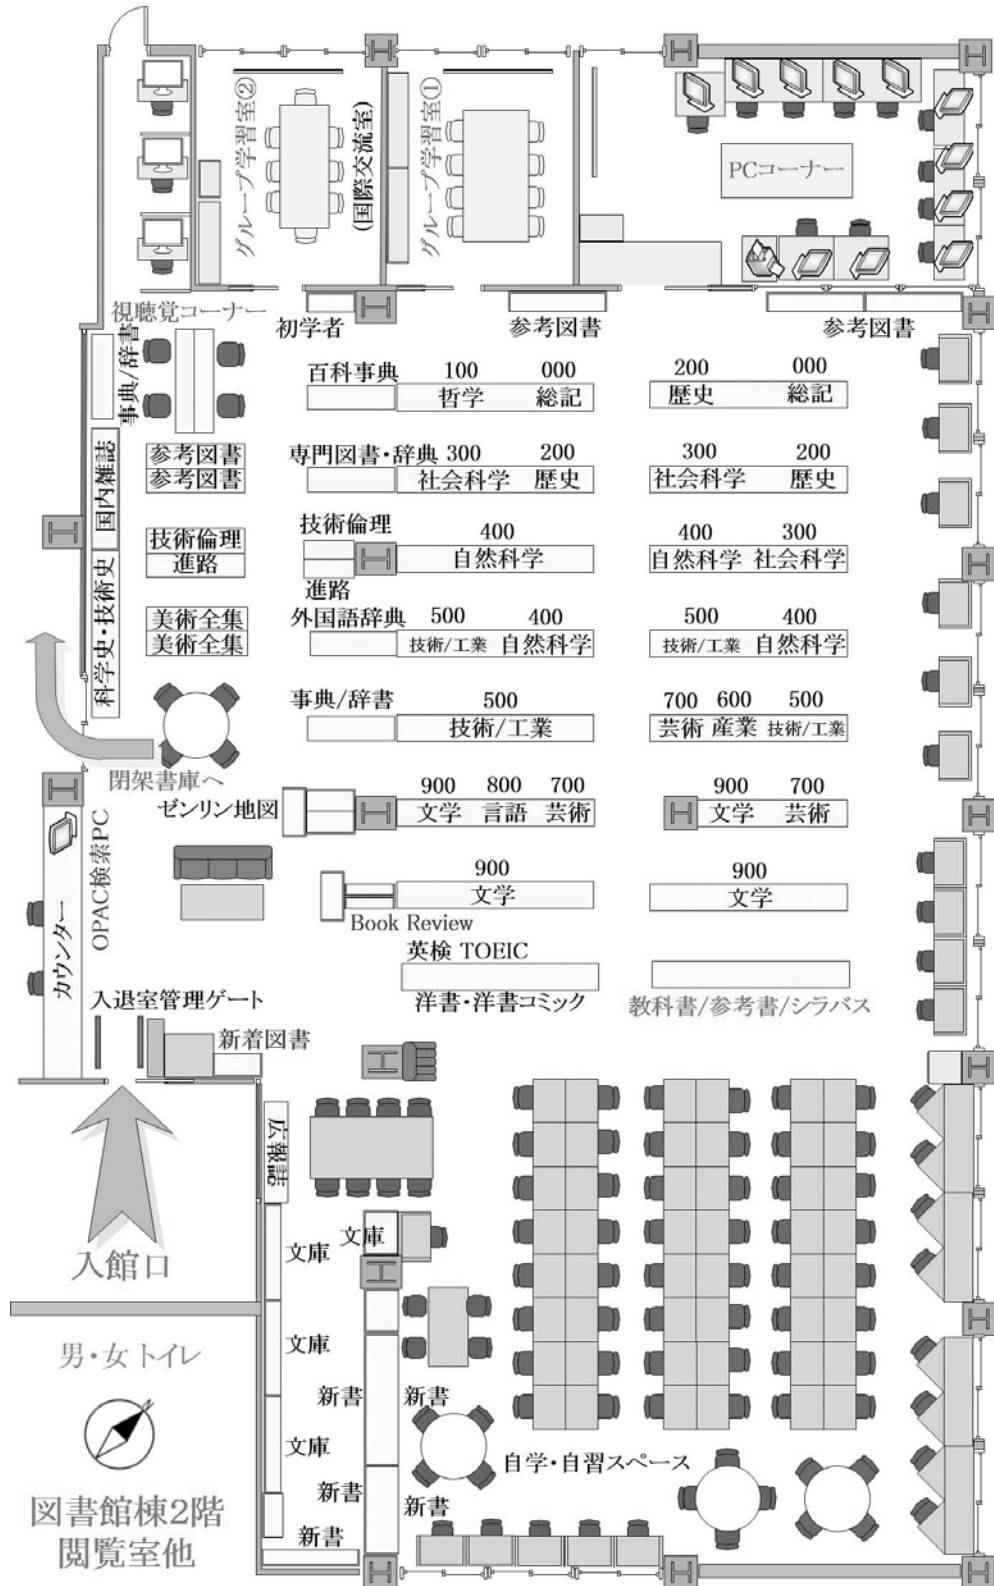 グループ学習室②
(国際交流室)
グループ学習室①
PCコーナー
視聴覚コーナー
初学者
参考図書
参考図書
事典/辞書
百科事典
100
000
哲学
総記
200
000
歴史
総記
国内雑誌
参考図書
参考図書
専門図書・辞典
300
200
社会科学
歴史
300
200
社会科学
歴史
技術倫理
進路
技術倫理
進路
400
自然科学
400
300
自然科学
社会科学
科学史・技術史
美術全集
美術全集
外国語辞典
500
400
技術/工業
自然科学
500
400
技術/工業
自然科学
事典/辞書
500
技術/工業
700
600
500
芸術
産業
技術/工業
閉架書庫へ
ゼンリン地図
900
800
700
文学
言語
芸術
900
700
文学
芸術
OPAC検索PC
カウンター
900
文学
900
文学
Book Review
英検 TOEIC
洋書・洋書コミック
教科書/参考書/シラバス
入退室管理ゲート
新着図書
広報誌
入館口
文庫
文庫
文庫
文庫
男・女トイレ
新書
新書
新書
新書
新書
自学・自習スペース
図書館棟2階
閲覧室他